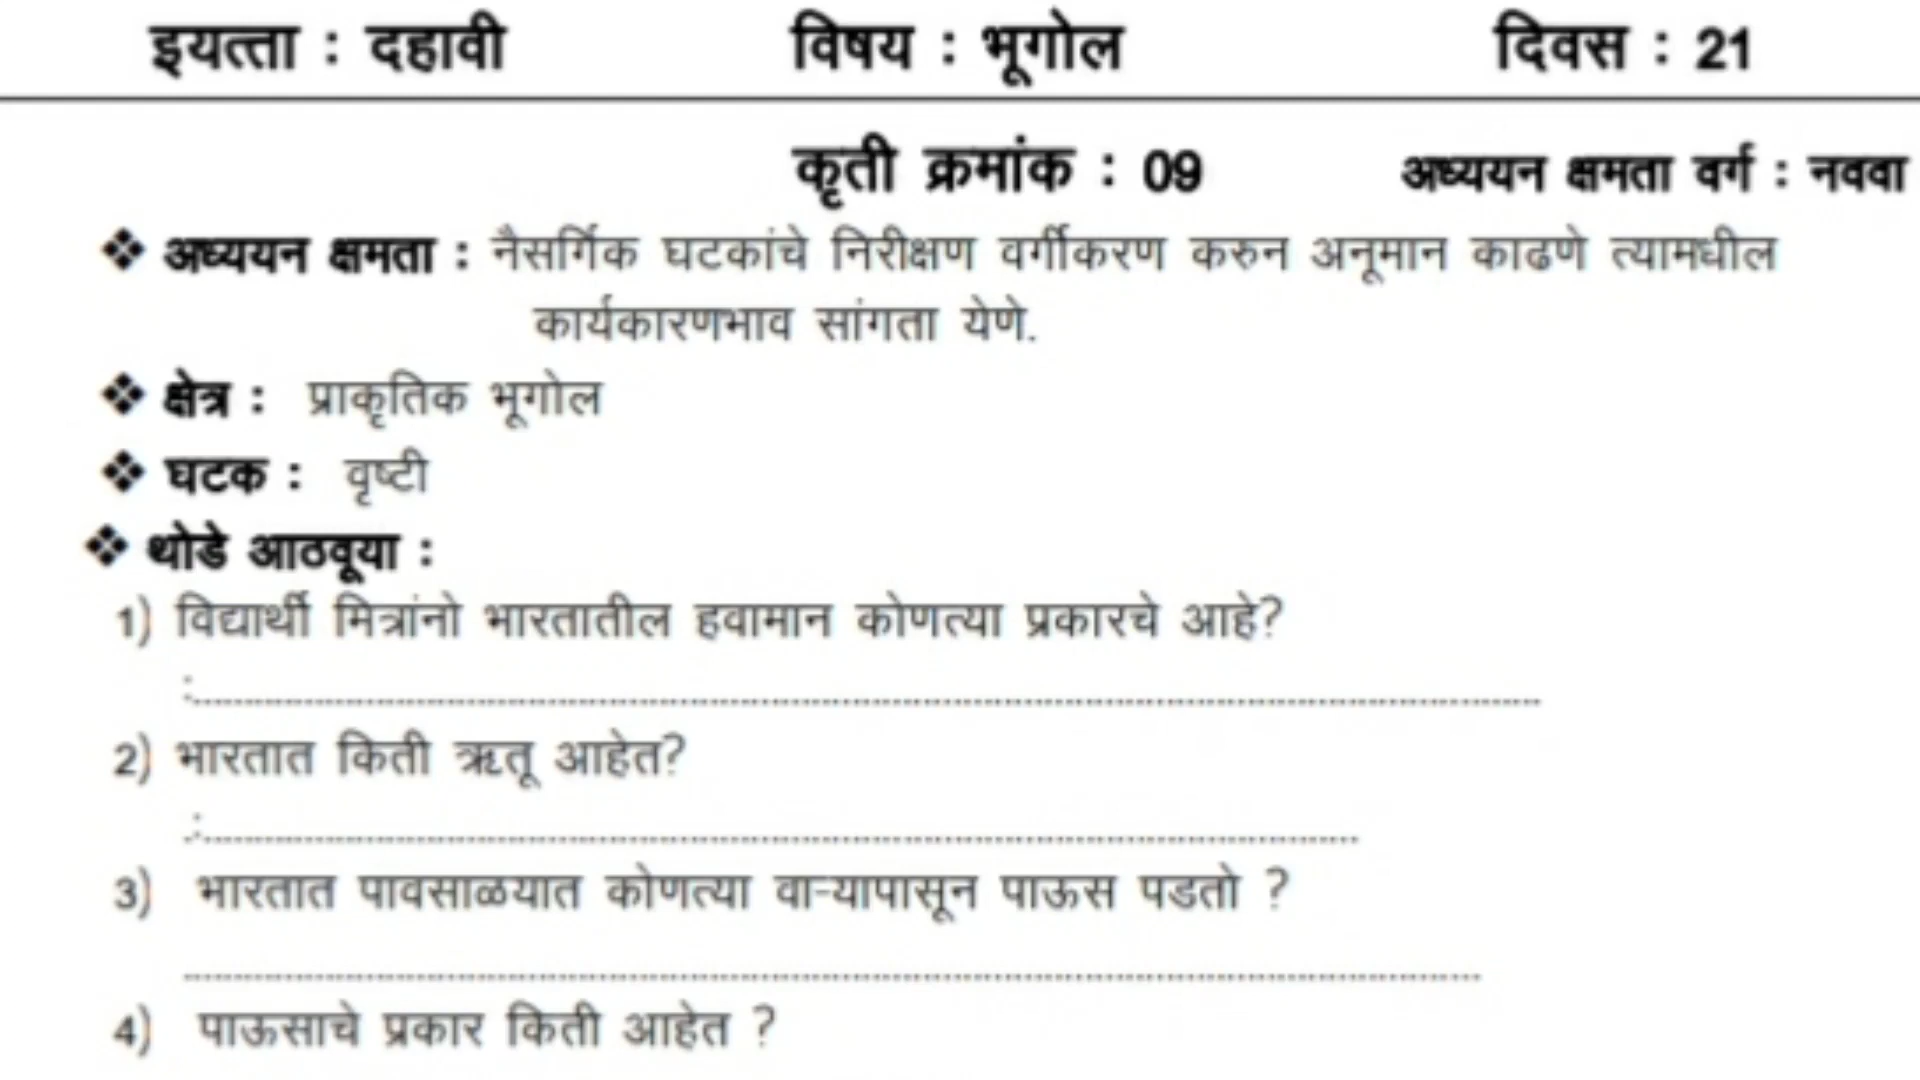 इयत्ता : दहावी विषय : भूगोल दिवस : 21
कृती क्रमांक : 09 अध्ययन क्षमता वर्ग : नववा
❖ अध्ययन क्षमता : नैसर्गिक घटकांचे निरीक्षण वर्गीकरण करुन अनूमान काढणे त्यामधील
कार्यकारणभाव सांगता येणे.
❖ क्षेत्र : प्राकृतिक भूगोल
❖ घटक : वृष्टी
❖ थोडे आठवूया :
1) विद्यार्थी मित्रांनो भारतातील हवामान कोणत्या प्रकारचे आहे?
:....................................................................................................
2) भारतात किती ऋतू आहेत?
.:....................................................................................................
3) भारतात पावसाळयात कोणत्या वाऱ्यापासून पाऊस पडतो ?
....................................................................................................
4) पाऊसाचे प्रकार किती आहेत ?